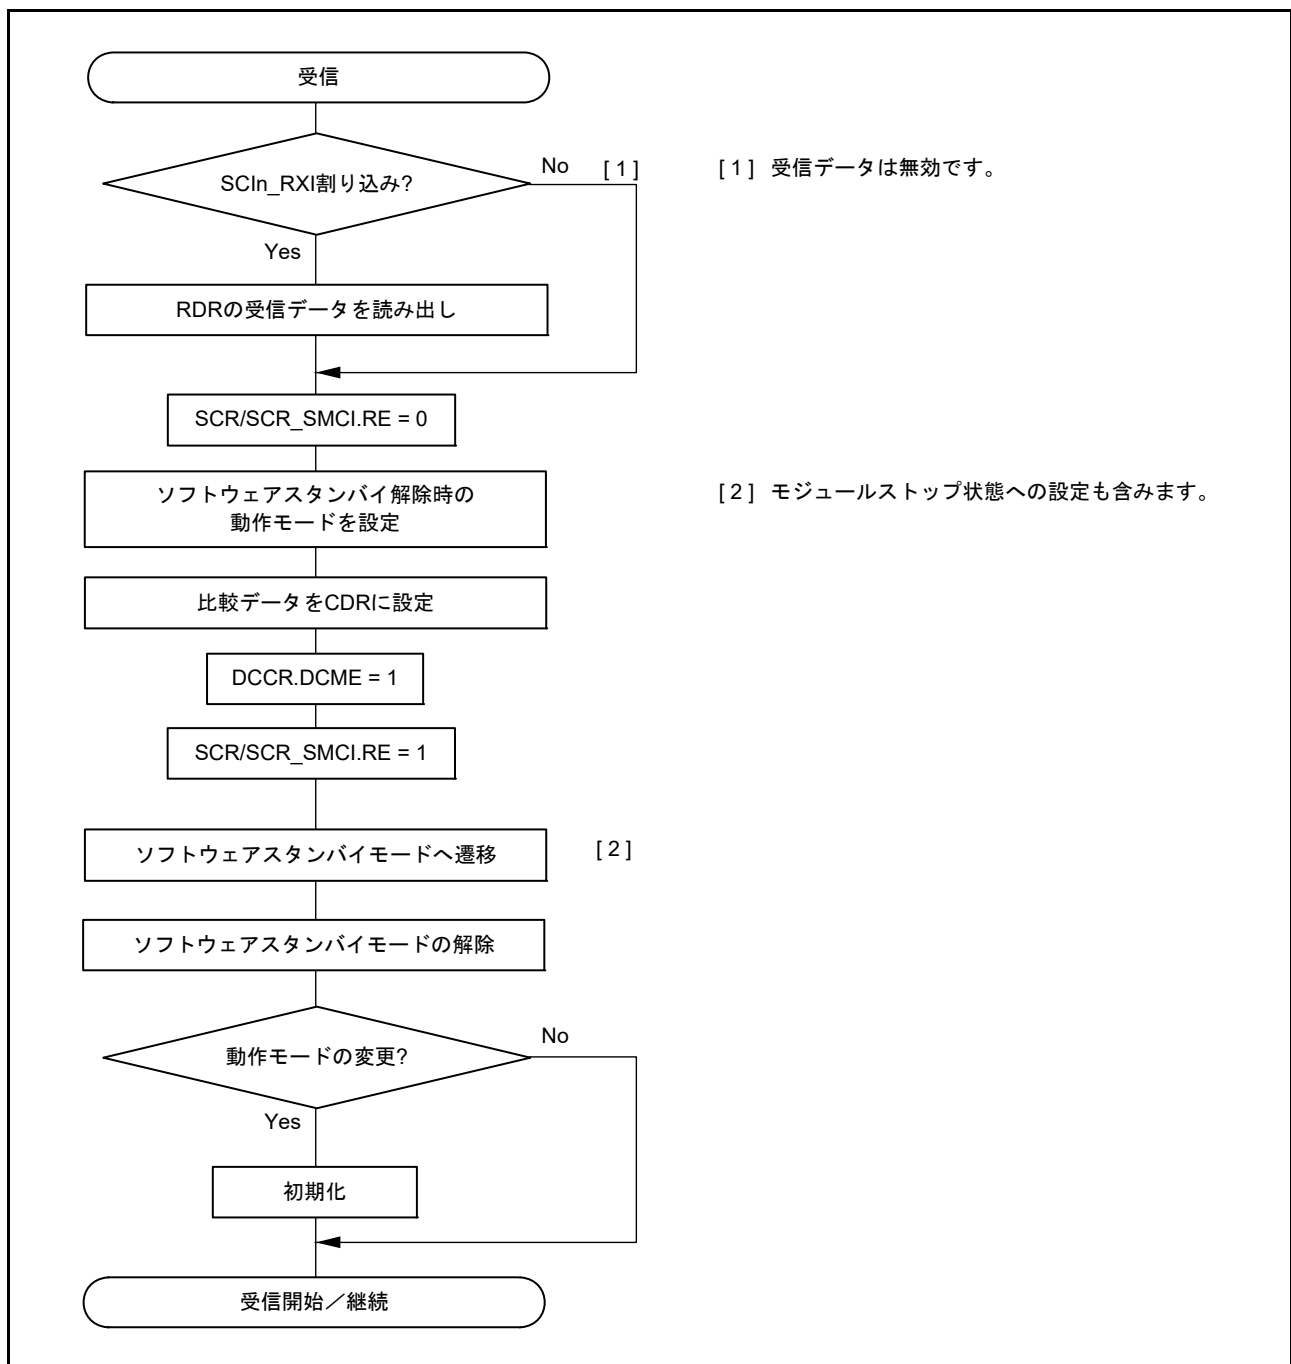 受信
SCIn_RXI割り込み?
No
[ 1 ]
[ 1 ] 受信データは無効です。
Yes
RDRの受信データを読み出し
SCR/SCR_SMCI.RE = 0
ソフトウェアスタンバイ解除時の
動作モードを設定
[ 2 ] モジュールストップ状態への設定も含みます。
比較データをCDRに設定
DCCR.DCME = 1
SCR/SCR_SMCI.RE = 1
ソフトウェアスタンバイモードへ遷移
[ 2 ]
ソフトウェアスタンバイモードの解除
動作モードの変更?
No
Yes
初期化
受信開始／継続